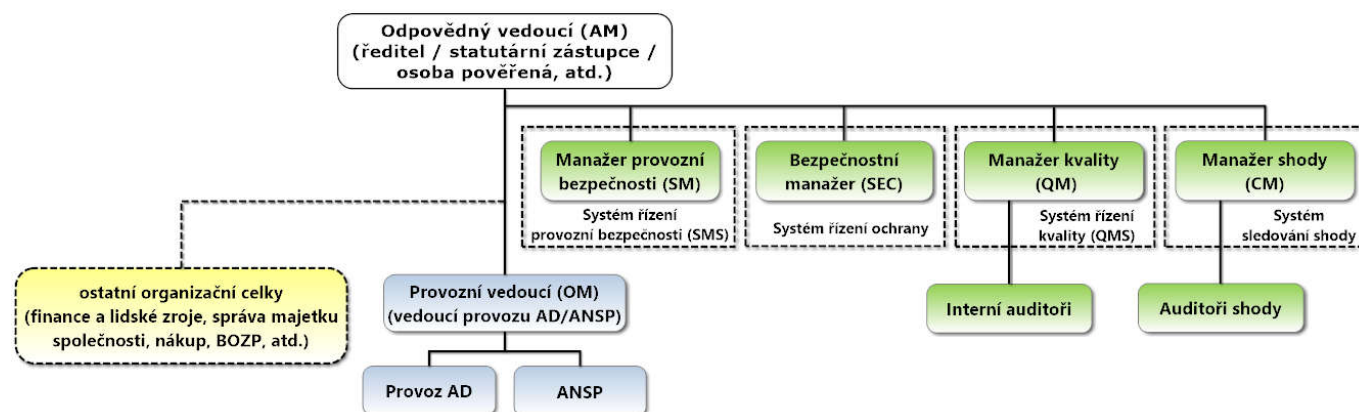 Odpovědný vedoucí (AM)
(ředitel / statutární zástupce /
osoba pověřená, atd.)
Manažer provozní
bezpečnosti (SM)
Systém řízení
provozní bezpečnosti (SMS)
Bezpečnostní
manažer (SEC)
Systém řízení ochrany
Manažer kvality
(QM)
Systém řízení
kvality (QMS)
Manažer shody
(CM)
Systém
sledování shody
ostatní organizační celky
(finance a lidské zroje, správa majetku
společnosti, nákup, BOZP, atd.)
Provozní vedoucí (OM)
(vedoucí provozu AD/ANSP)
Interní auditoři
Auditoři shody
Provoz AD
ANSP